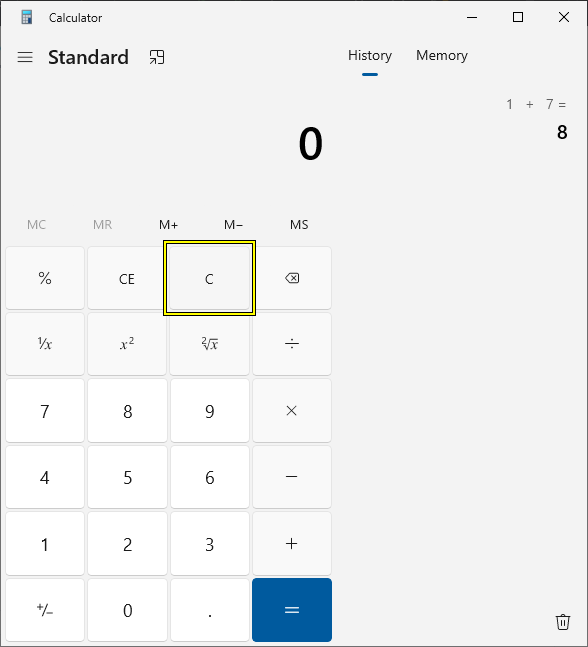 Calculator
Standard
History Memory
1 + 7 =
8
0
MC MR M+ M− MS
% CE C
¹/x x² ²√x ÷
7 8 9 ×
4 5 6 −
1 2 3 +
+/− 0 . =